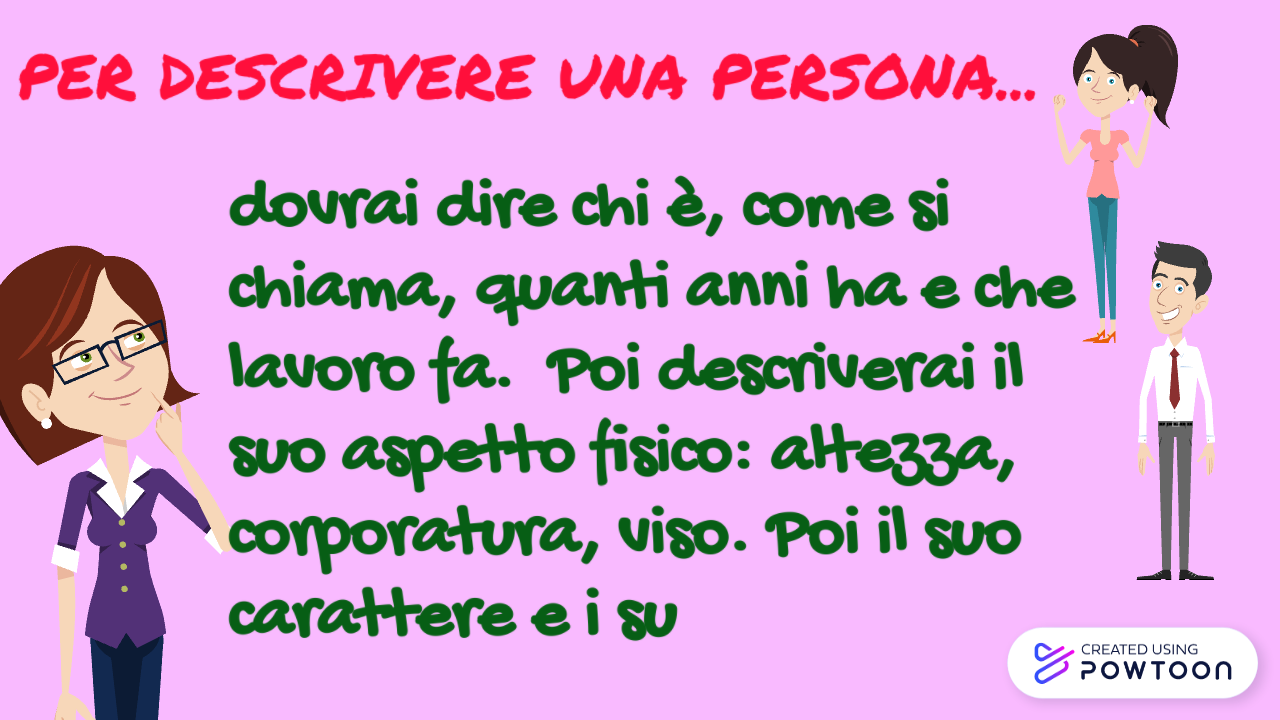 PER DESCRIVERE UNA PERSONA...
dovrai dire chi è, come si
chiama, quanti anni ha e che
lavoro fa. Poi descriverai il
suo aspetto fisico: altezza,
corporatura, viso. Poi il suo
carattere e i su
CREATED USING
POWTOON